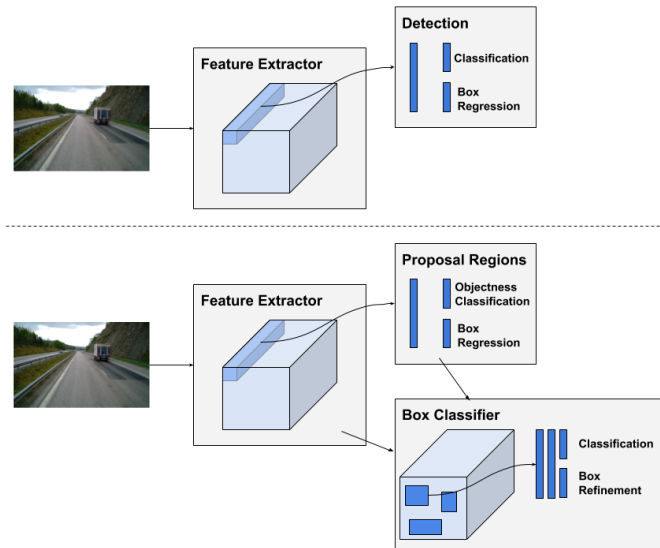 Detection
Feature Extractor
Classification
Box
Regression
Proposal Regions
Feature Extractor
Objectness
Classification
Box
Regression
Box Classifier
Classification
Box
Refinement